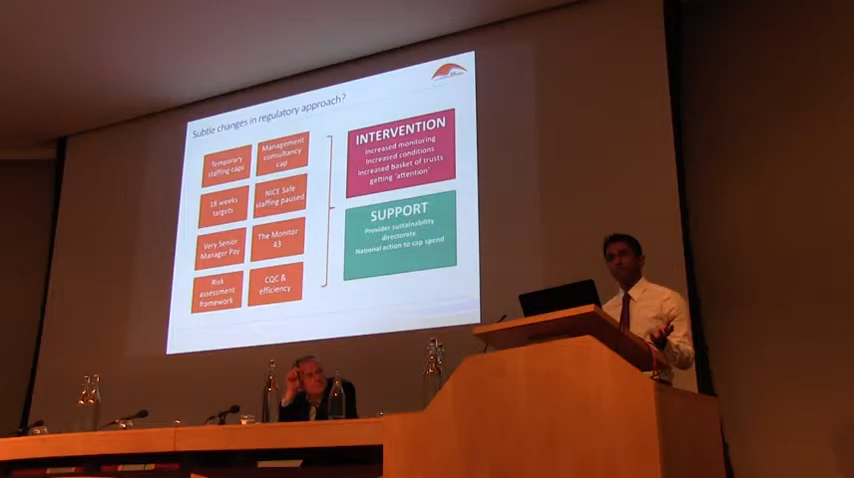 Subtle changes in regulatory approach?
Temporary
staffing caps
Management
consultancy
cap
18 weeks
targets
NICE Safe
staffing paused
Very Senior
Manager Pay
The Monitor
43
Risk
assessment
framework
CQC &
efficiency
INTERVENTION
Increased monitoring
Increased conditions
Increased basket of trusts
getting 'attention'
SUPPORT
Provider sustainability
directorate
National action to cap spend